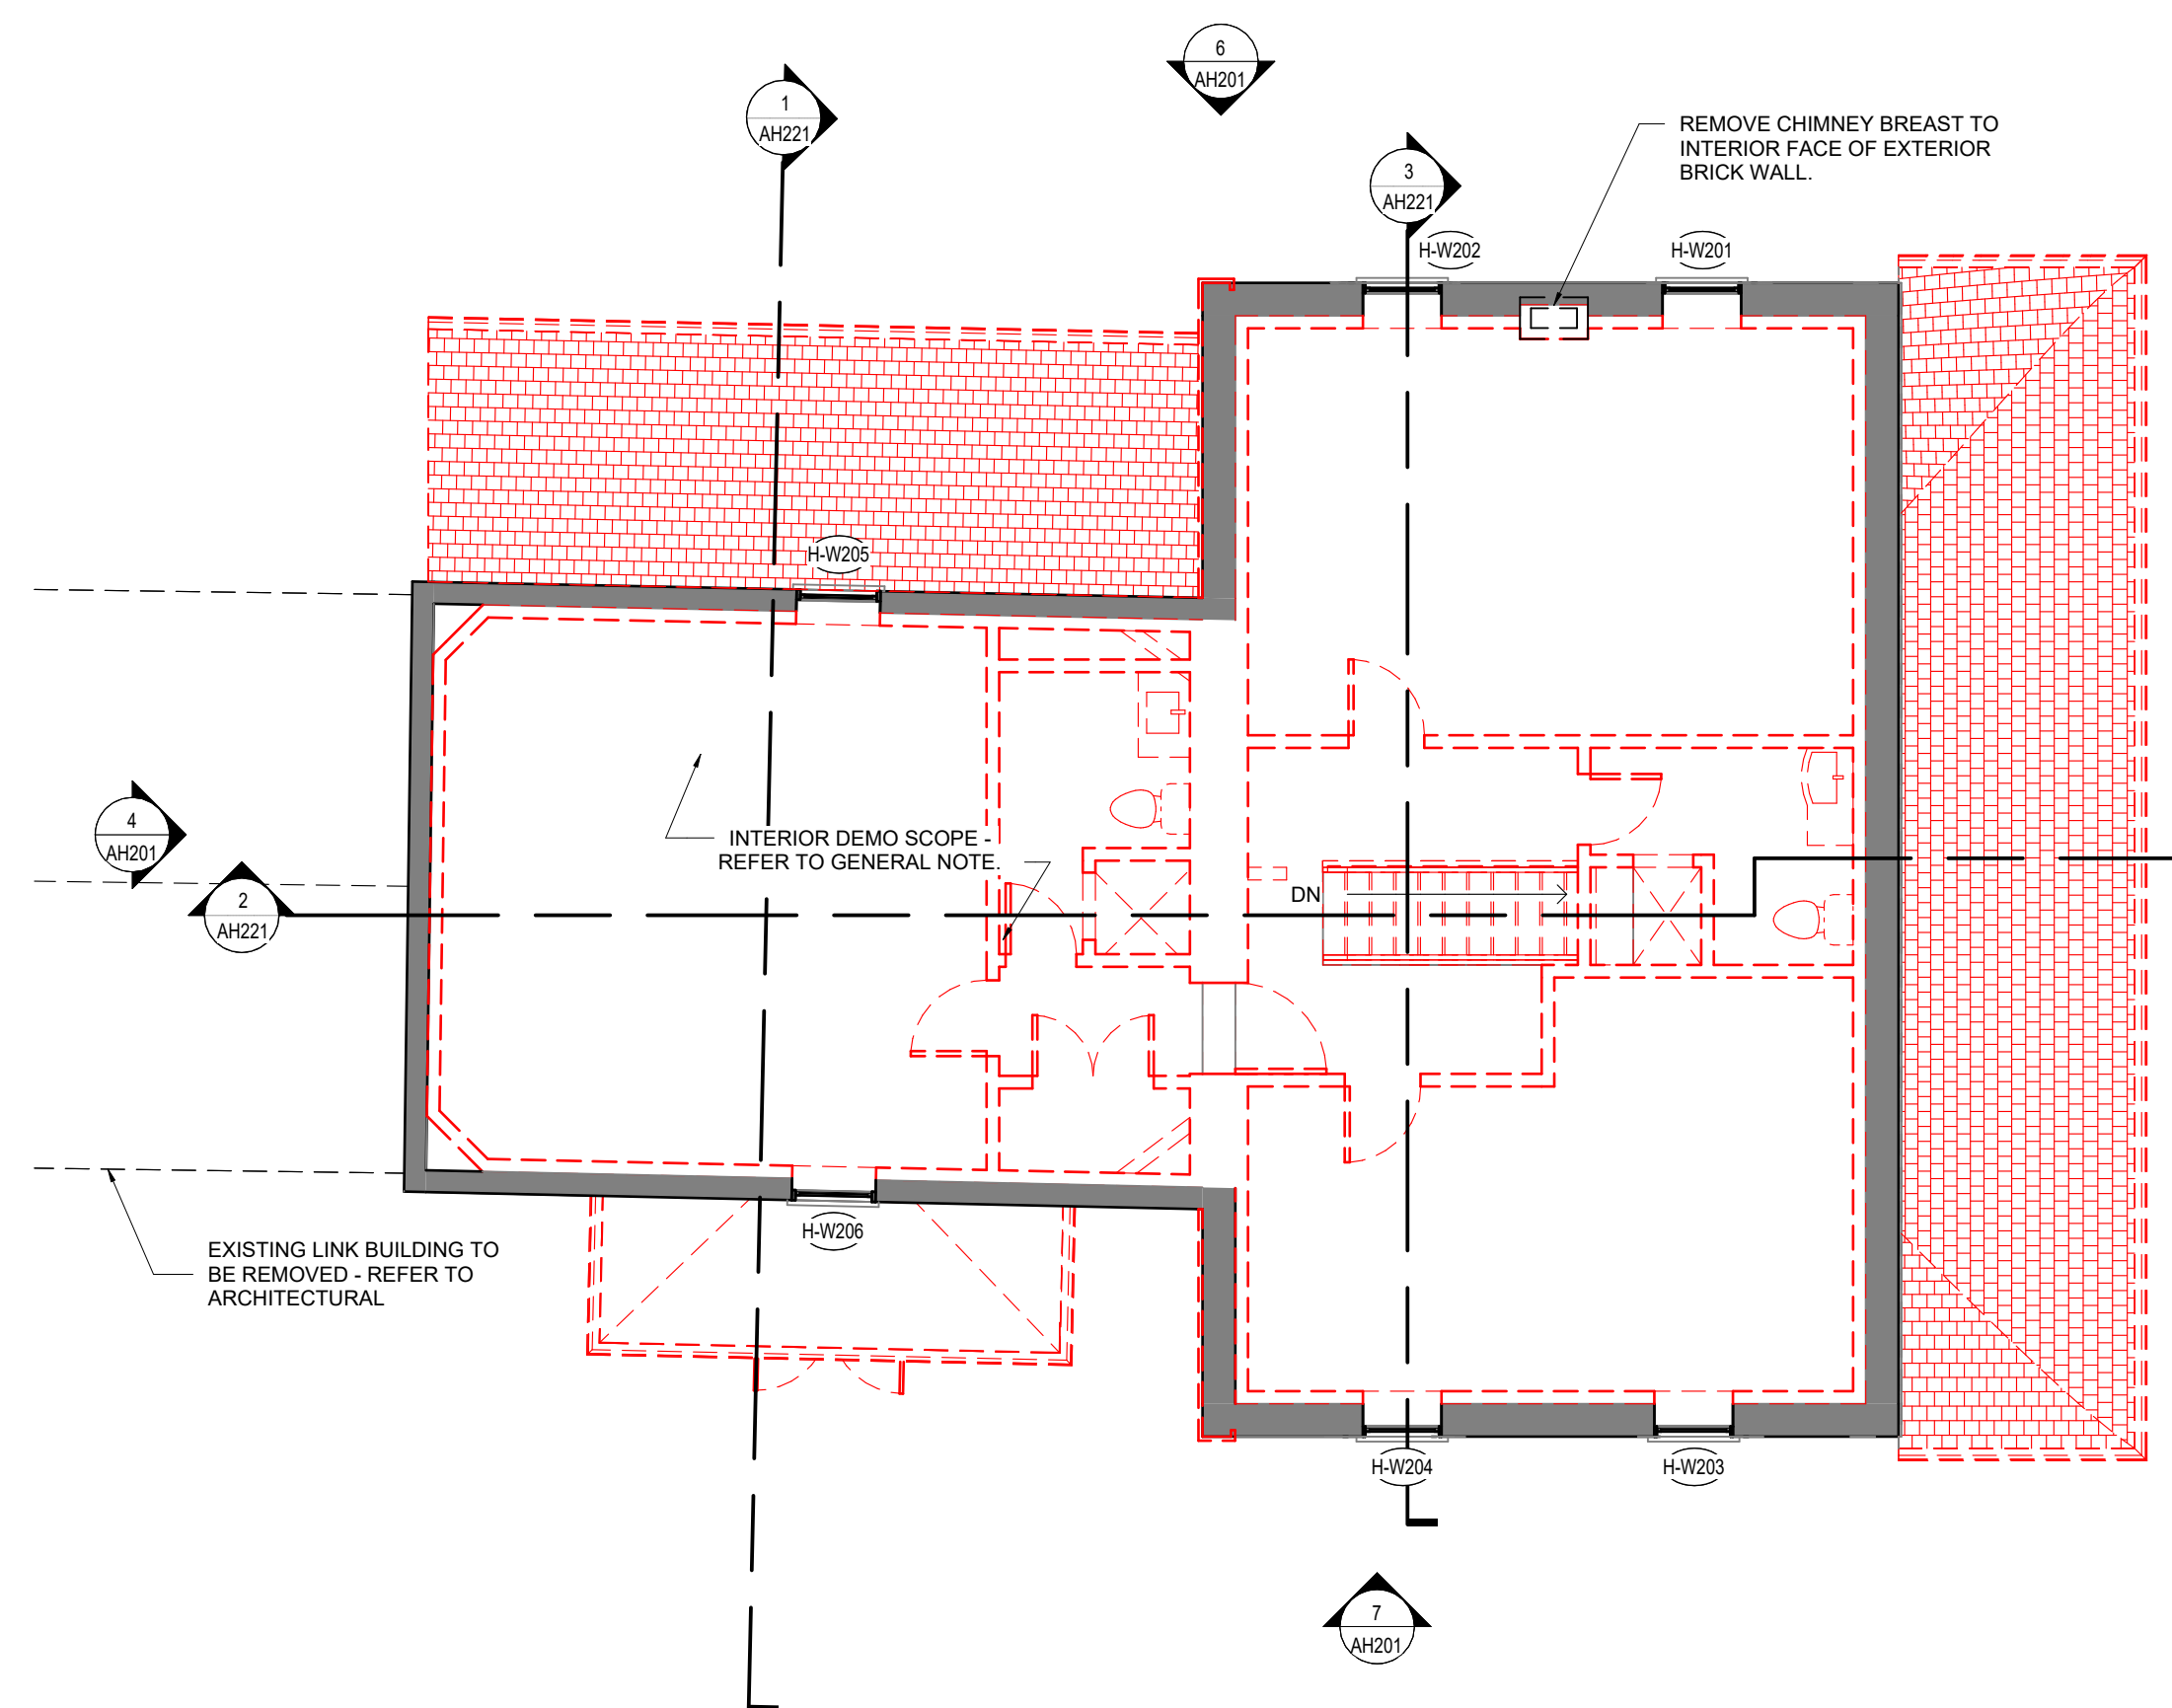 6
AH201
1
AH221
REMOVE CHIMNEY BREAST TO
INTERIOR FACE OF EXTERIOR
BRICK WALL.
3
AH221
H-W202
H-W201
H-W205
4
AH201
INTERIOR DEMO SCOPE -
REFER TO GENERAL NOTE.
2
AH221
DN
H-W206
EXISTING LINK BUILDING TO
BE REMOVED - REFER TO
ARCHITECTURAL
H-W204
H-W203
7
AH201